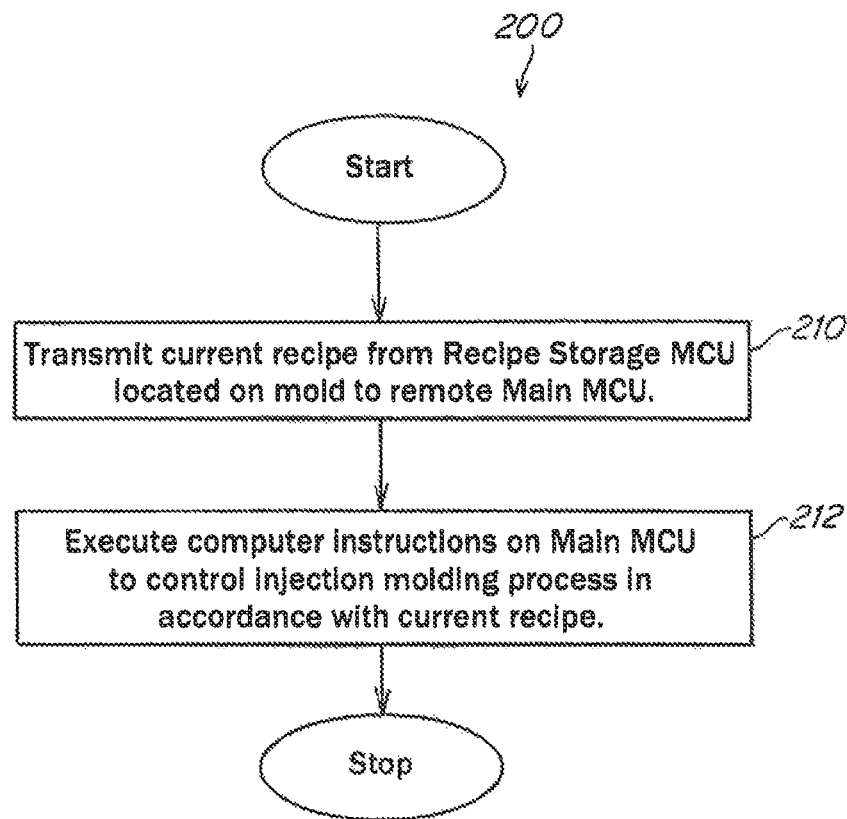 200
Start
Transmit current recipe from Recipe Storage MCU
located on mold to remote Main MCU.
210
Execute computer instructions on Main MCU
to control injection molding process in
accordance with current recipe.
212
Stop